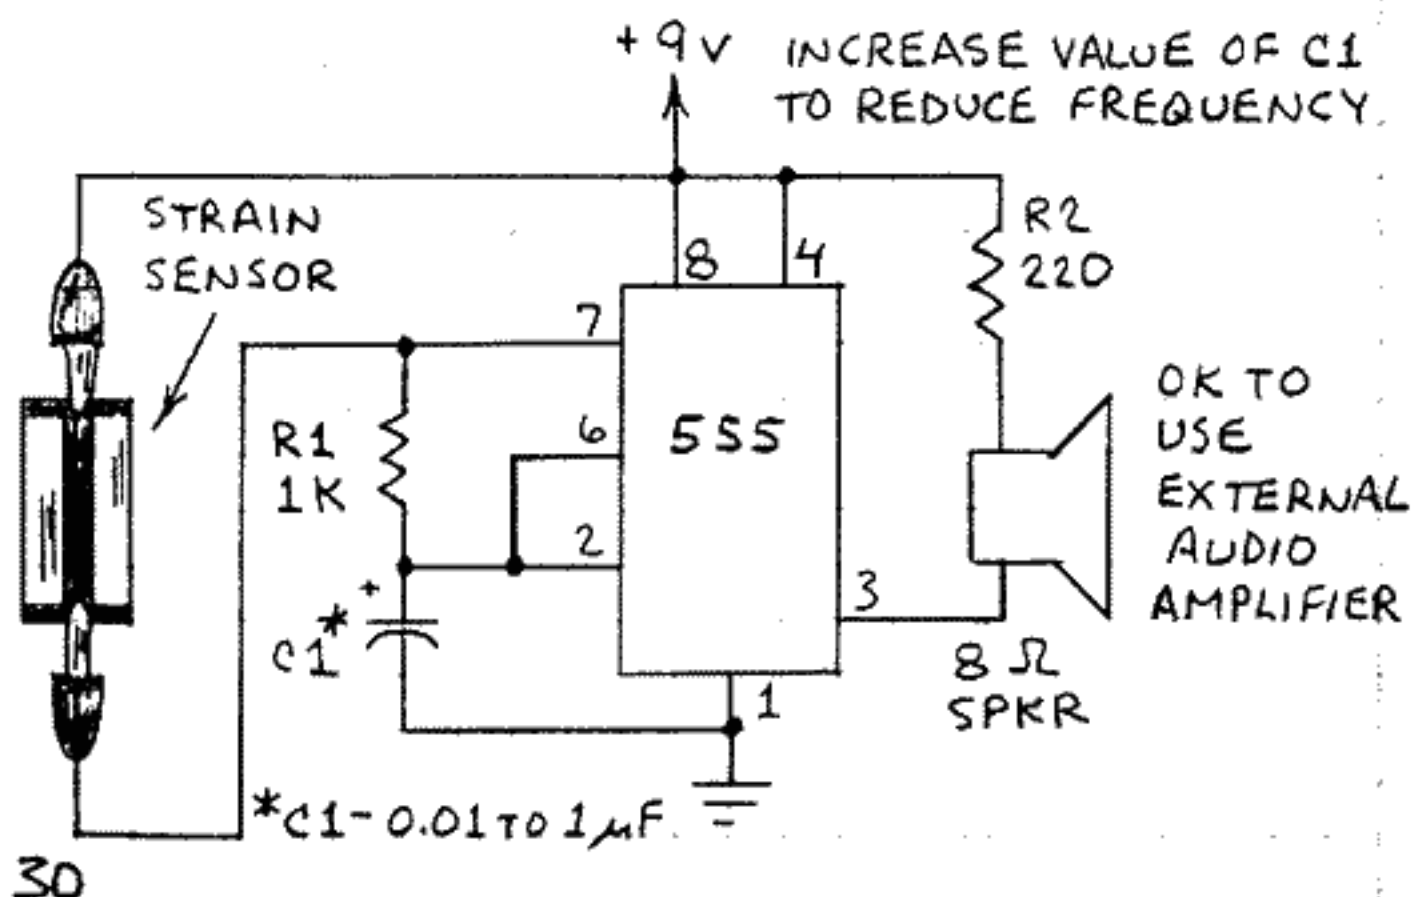 +9V
INCREASE VALUE OF C1
TO REDUCE FREQUENCY
STRAIN
SENSOR
8
4
R2
220
7
R1
1K
6
555
2
OK TO
USE
EXTERNAL
AUDIO
AMPLIFIER
+
C1*
3
8 Ω
SPKR
1
*C1-0.01 TO 1μF
30